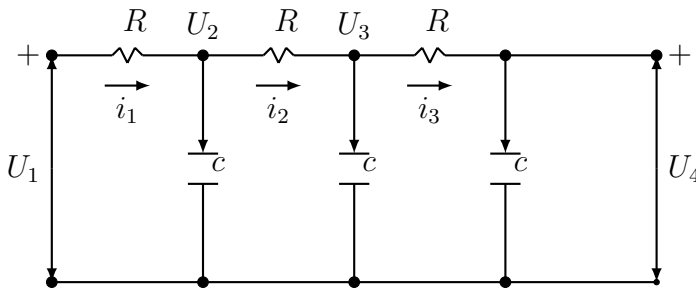 R U₂ R U₃ R
+ +
i₁ i₂ i₃
U₁ c c c U₄